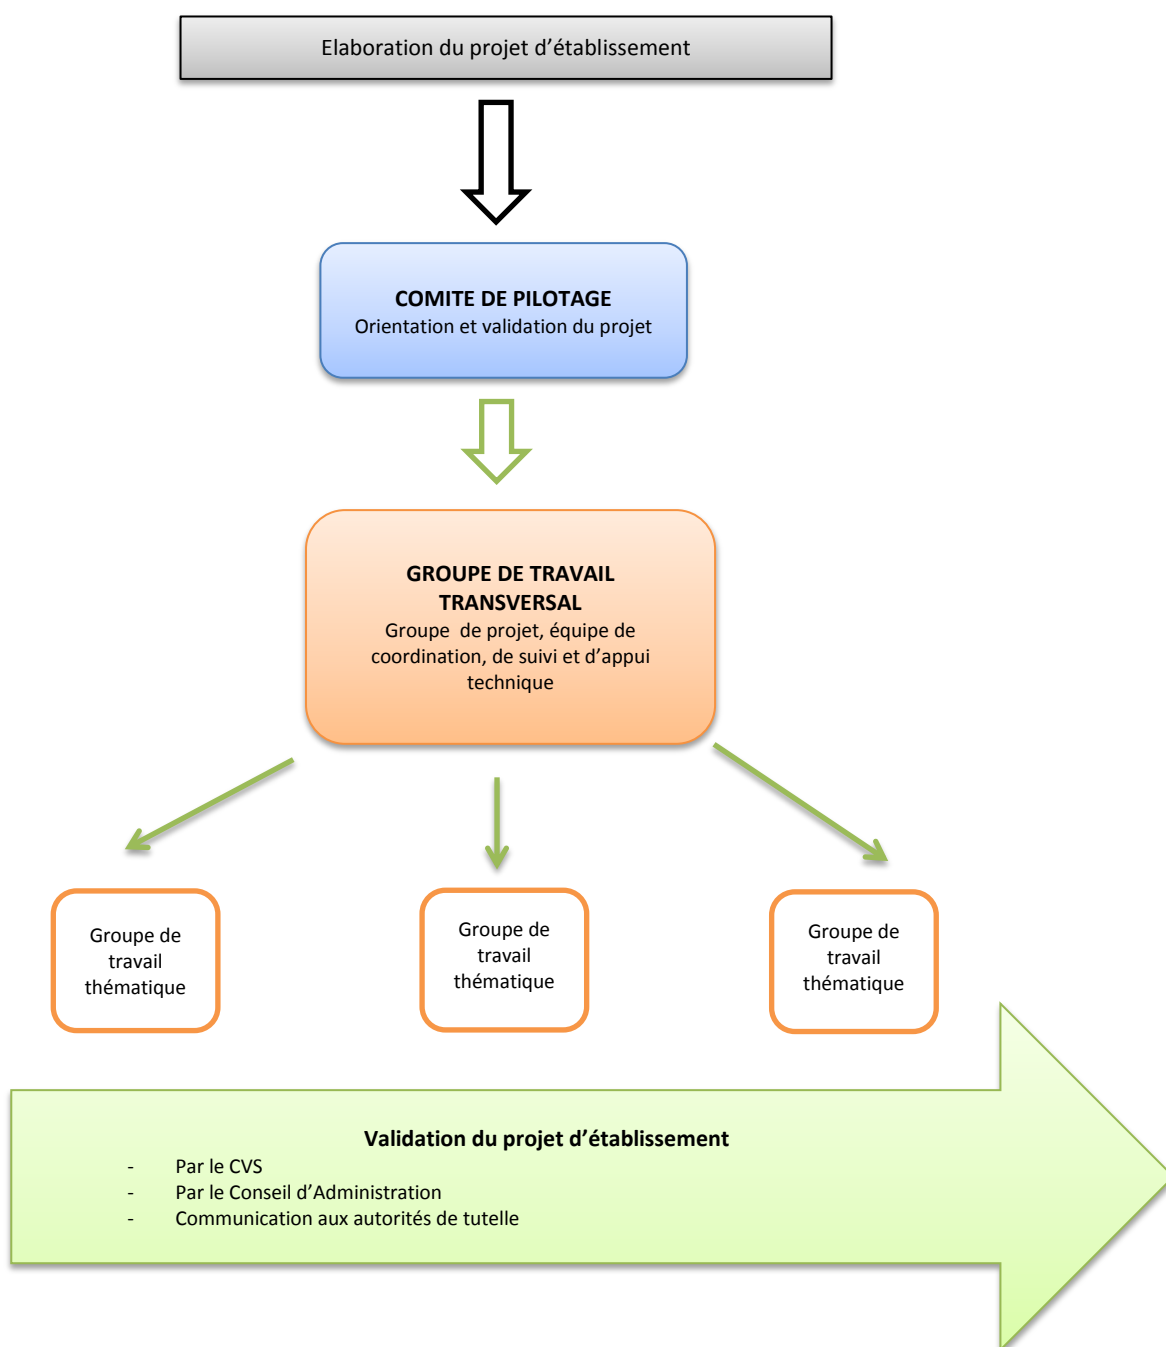 Elaboration du projet d’établissement
COMITE DE PILOTAGE
Orientation et validation du projet
GROUPE DE TRAVAIL
TRANSVERSAL
Groupe de projet, équipe de
coordination, de suivi et d’appui
technique
Groupe de
travail
thématique
Groupe de
travail
thématique
Groupe de
travail
thématique
Validation du projet d’établissement
- Par le CVS
- Par le Conseil d’Administration
- Communication aux autorités de tutelle